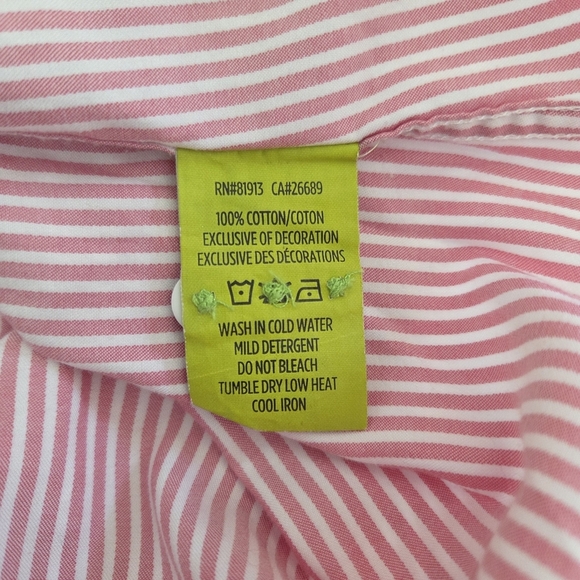 RN#81913 CA#26689
100% COTTON/COTON
EXCLUSIVE OF DECORATION
EXCLUSIVE DES DÉCORATIONS
WASH IN COLD WATER
MILD DETERGENT
DO NOT BLEACH
TUMBLE DRY LOW HEAT
COOL IRON